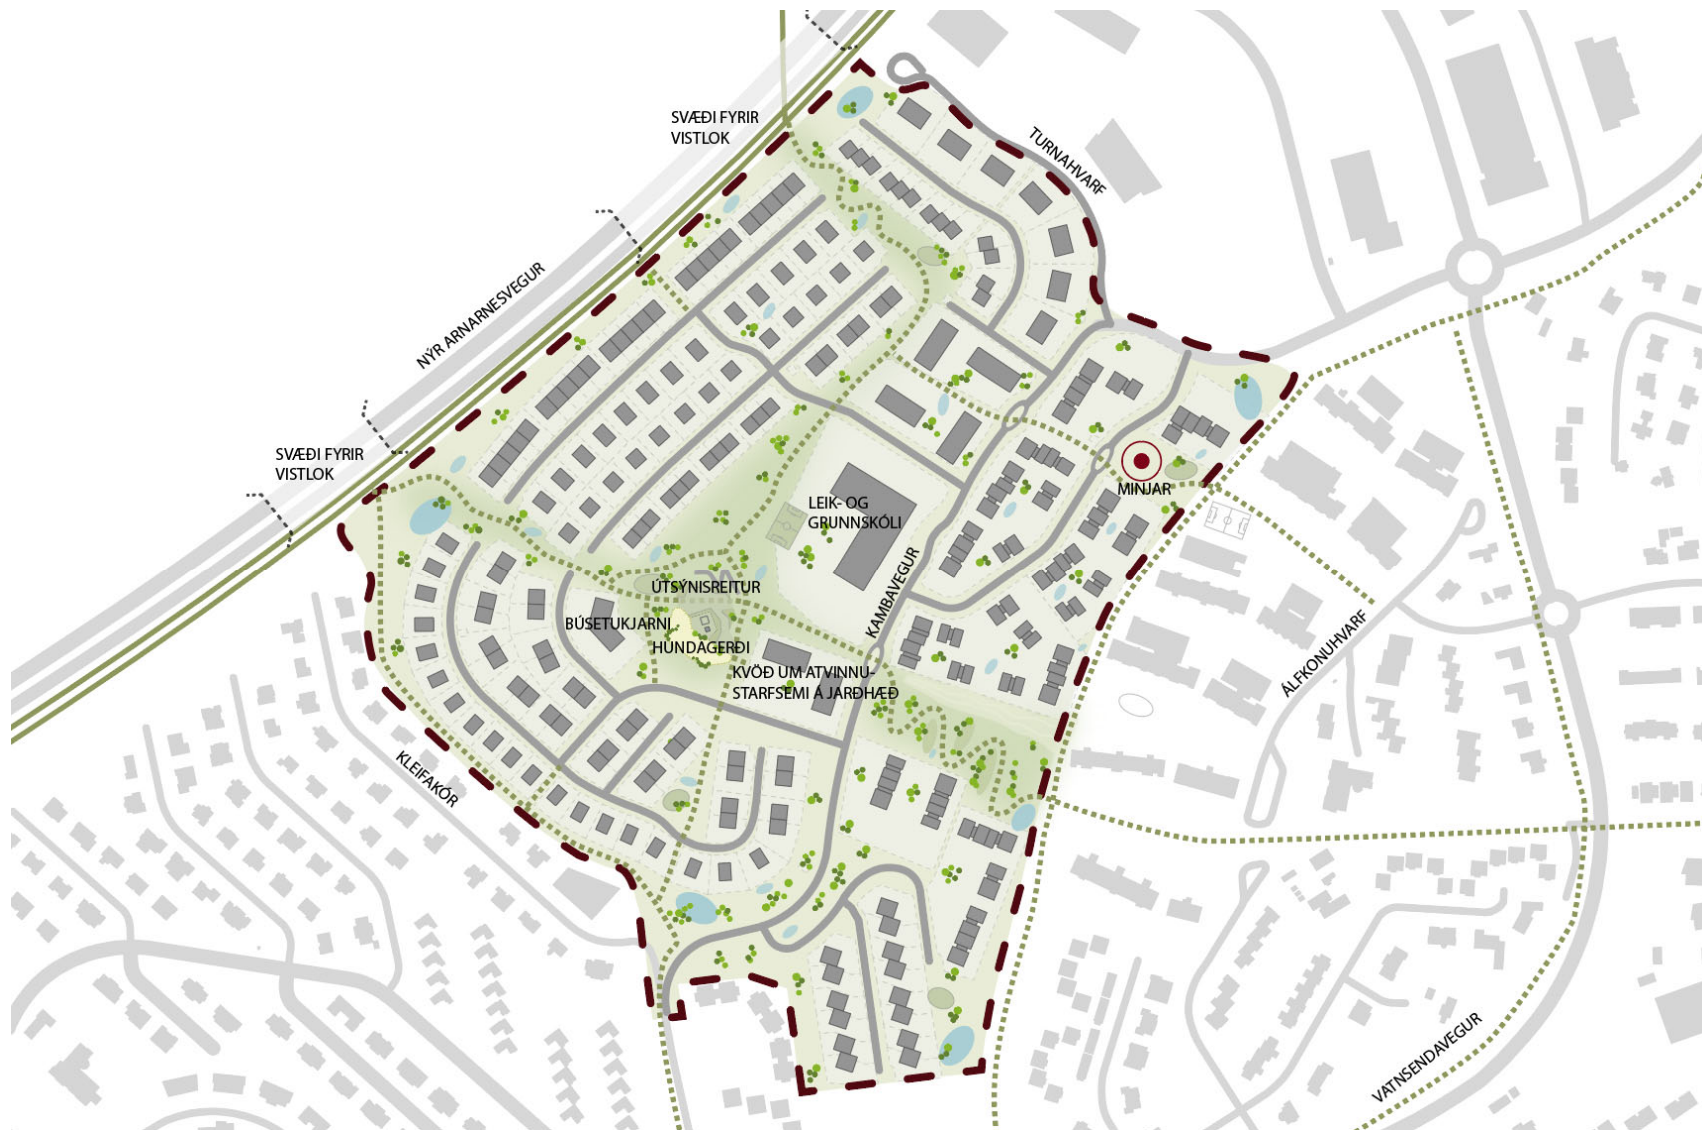 SVÆÐI FYRIR
VISTLOK
TURNAHVARF
NÝR ARNARNESVEGUR
SVÆÐI FYRIR
VISTLOK
MINJAR
LEIK- OG
GRUNNSKÓLI
KAMBAVEGUR
ÚTSÝNISREITUR
BÚSETUKJARNI
HUNDAGERÐI
KVÖÐ UM ATVINNU-
STARFSEMI Á JARÐHÆÐ
ÁLFKONUHVARF
KLEIFAKÓR
VATNSENDAVEGUR